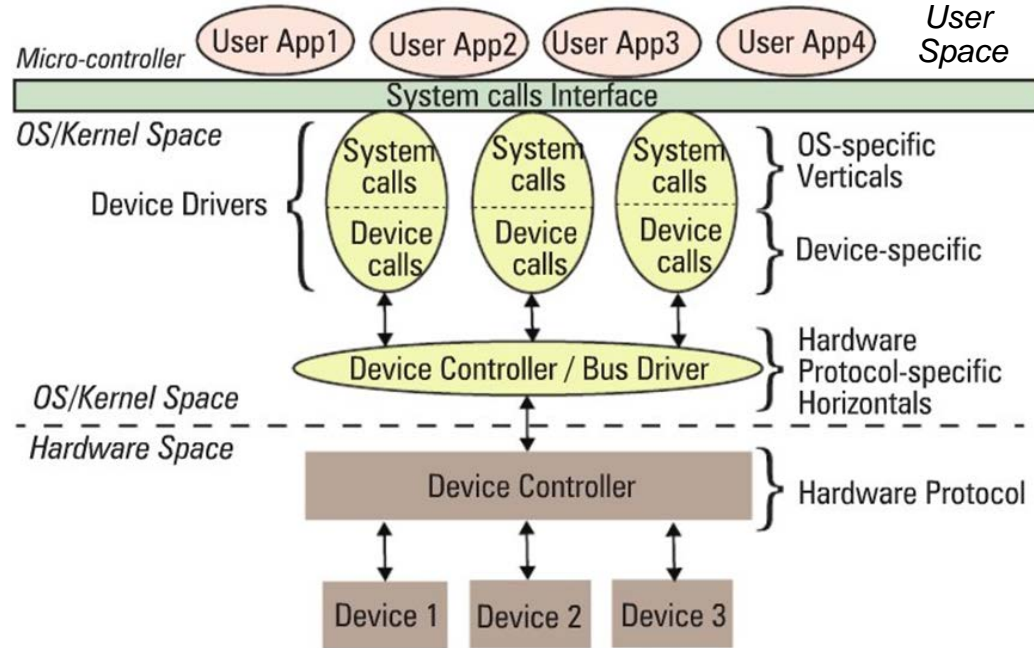 User App1
User App2
User App3
User App4
User
Space
Micro-controller
System calls Interface
OS/Kernel Space
Device Drivers
System
calls
Device
calls
System
calls
Device
calls
System
calls
Device
calls
OS-specific
Verticals
Device-specific
Device Controller / Bus Driver
Hardware
Protocol-specific
Horizontals
OS/Kernel Space
Hardware Space
Device Controller
Hardware Protocol
Device 1
Device 2
Device 3